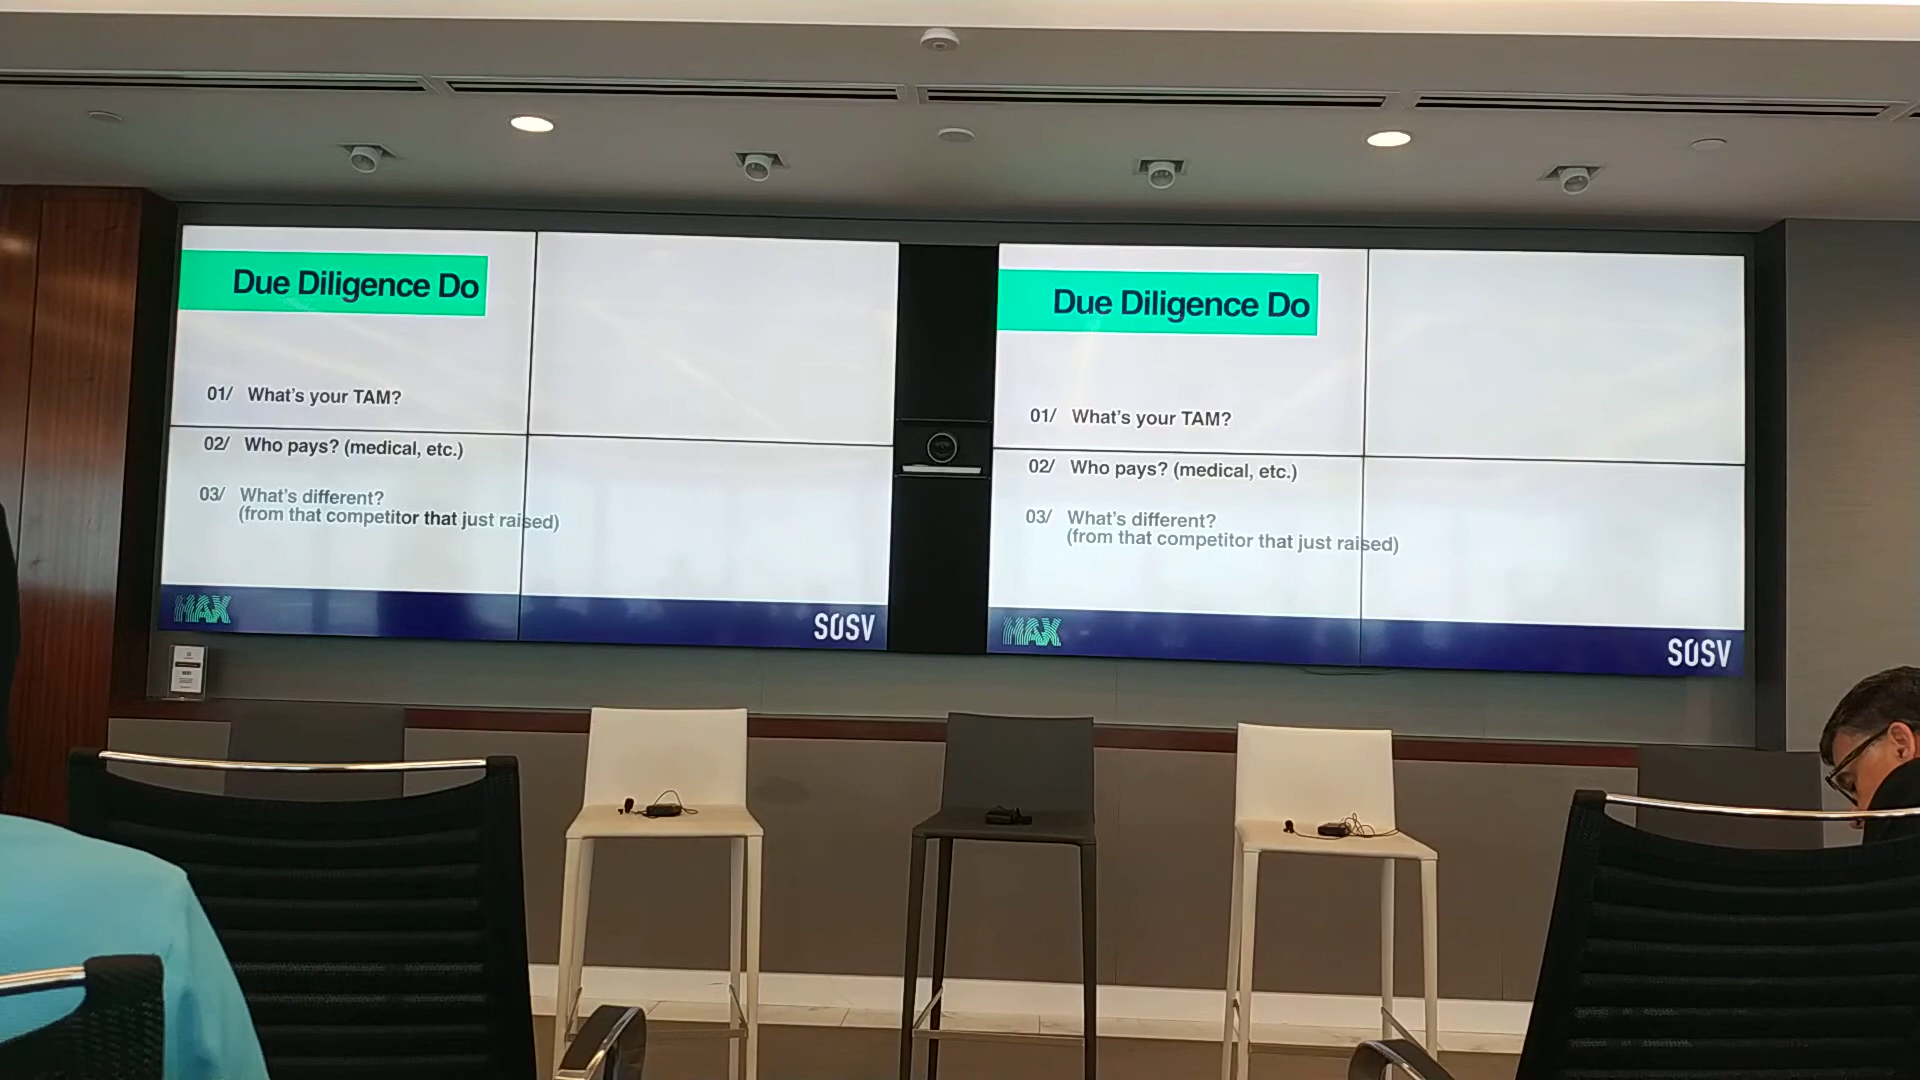 Due Diligence Do
01/ What's your TAM?
02/ Who pays? (medical, etc.)
03/ What's different?
(from that competitor that just raised)
HAX
SOSV
Due Diligence Do
01/ What's your TAM?
02/ Who pays? (medical, etc.)
03/ What's different?
(from that competitor that just raised)
HAX
SOSV